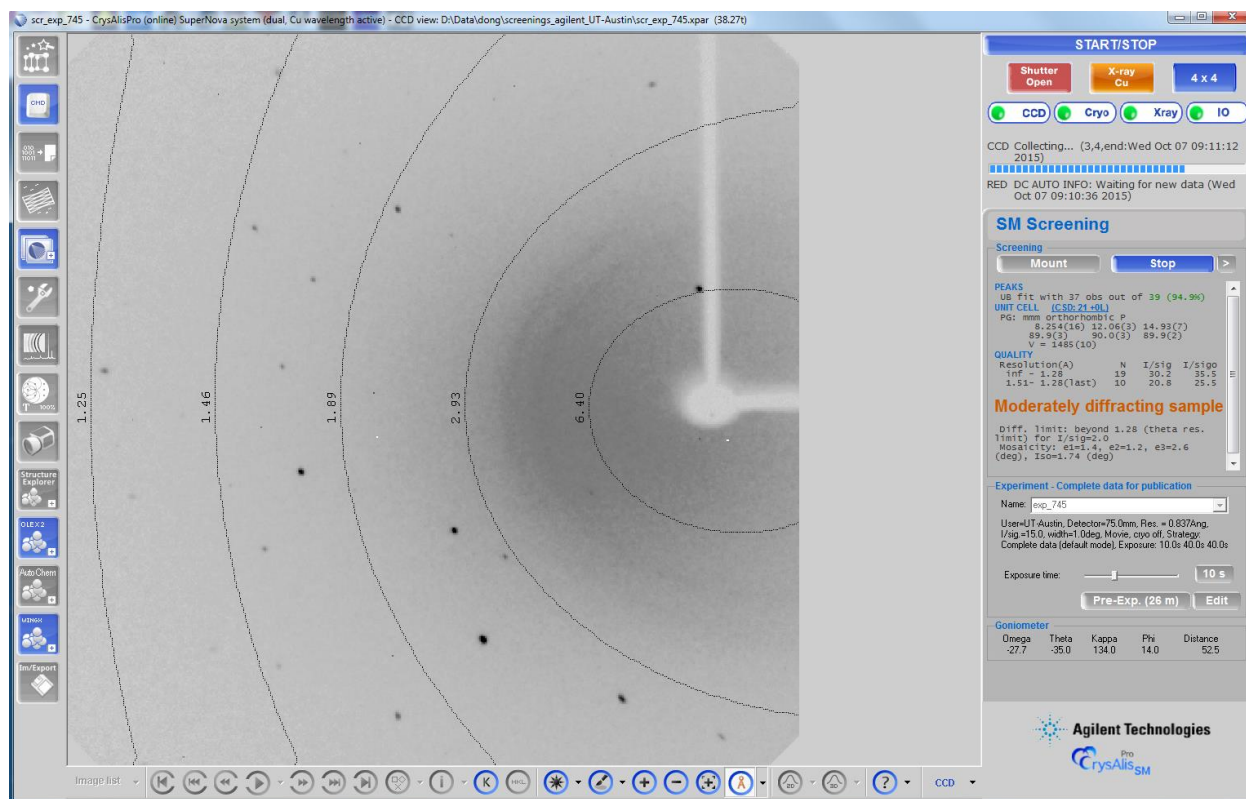 scr_exp_745 - CrysAlisPro (online) SuperNova system (dual, Cu wavelength active) - CCD view: D:\Data\dong\screenings_agilent_UT-Austin\scr_exp_745.xpar (38.27t)
CMD
T 100%
Structure
Explorer
OLEX2
AutoChem
WINGX
Im/Export
1.25
1.46
1.89
2.93
6.40
Image list
K
HKL
2D
3D
CCD
START/STOP
Shutter
Open
X-ray
Cu
4 x 4
CCD
Cryo
Xray
IO
CCD Collecting... (3,4,end:Wed Oct 07 09:11:12
2015)
RED DC AUTO INFO: Waiting for new data (Wed
Oct 07 09:10:36 2015)
SM Screening
Screening
Mount
Stop
>
PEAKS
UB fit with 37 obs out of 39 (94.9%)
UNIT CELL (CSD: 21 +0L)
PG: mmm orthorhombic P
8.254(16) 12.06(3) 14.93(7)
89.9(3) 90.0(3) 89.9(2)
V = 1485(10)
QUALITY
Resolution(A) N I/sig I/sigo
inf - 1.28 19 30.2 35.5
1.51- 1.28(last) 10 20.8 25.5
Moderately diffracting sample
Diff. limit: beyond 1.28 (theta res.
limit) for I/sig=2.0
Mosaicity: e1=1.4, e2=1.2, e3=2.6
(deg), Iso=1.74 (deg)
Experiment - Complete data for publication
Name: exp_745
User=UT-Austin, Detector=75.0mm, Res. = 0.837Ang,
I/sig.=15.0, width=1.0deg, Movie, cryo off, Strategy:
Complete data (default mode), Exposure: 10.0s 40.0s 40.0s
Exposure time:
10 s
Pre-Exp. (26 m)
Edit
Goniometer
Omega Theta Kappa Phi Distance
-27.7 -35.0 134.0 14.0 52.5
Agilent Technologies
Pro
CrysAlis SM